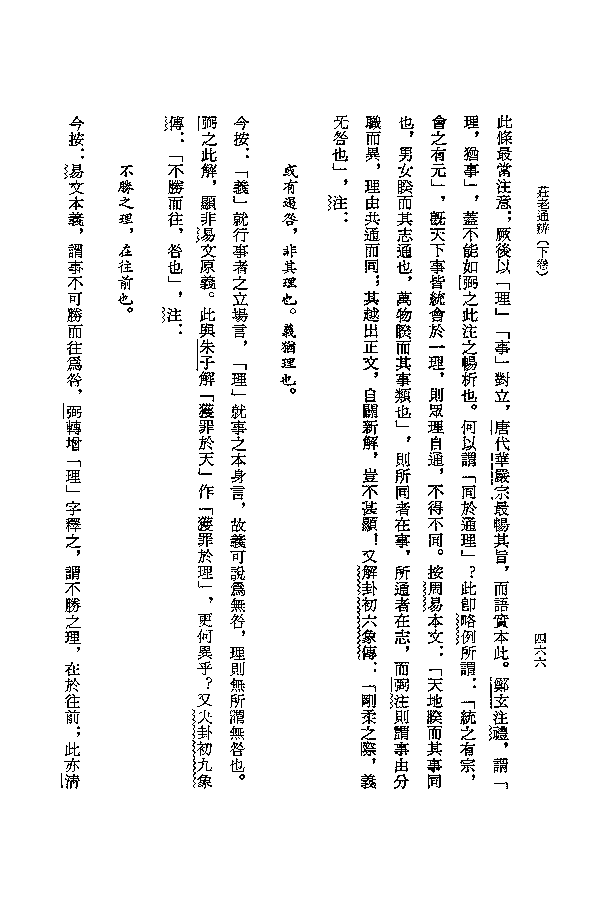 莊老通辨（下卷）
四六六
此條最當注意；厥後以「理」「事」對立，唐代華嚴宗最暢其旨，而語實本此。鄭玄注禮，謂「
理，猶事」，蓋不能如弼之此注之暢析也。何以謂「同於通理」？此卽略例所謂：「統之有宗，
會之有元」，旣天下事皆統會於一理，則眾理自通，不得不同。按周易本文：「天地睽而其事同
也，男女睽而其志通也，萬物睽而其事類也」，則所同者在事，所通者在志，而弼注則謂事由分
職而異，理由共通而同；其越出正文，自闢新解，豈不甚顯！又解卦初六象傳：「剛柔之際，義
无咎也」，注：
或有過咎，非其理也。義猶理也。
今按：「義」就行事者之立場言，「理」就事之本身言，故義可說為無咎，理則無所謂無咎也。
弼之此解，顯非易文原義。此與朱子解「獲罪於天」作「獲罪於理」，更何異乎？又夬卦初九象
傳：「不勝而往，咎也」，注：
不勝之理，在往前也。
今按：易文本義，謂事不可勝而往為咎，弼轉增「理」字釋之，謂不勝之理，在於往前；此亦清